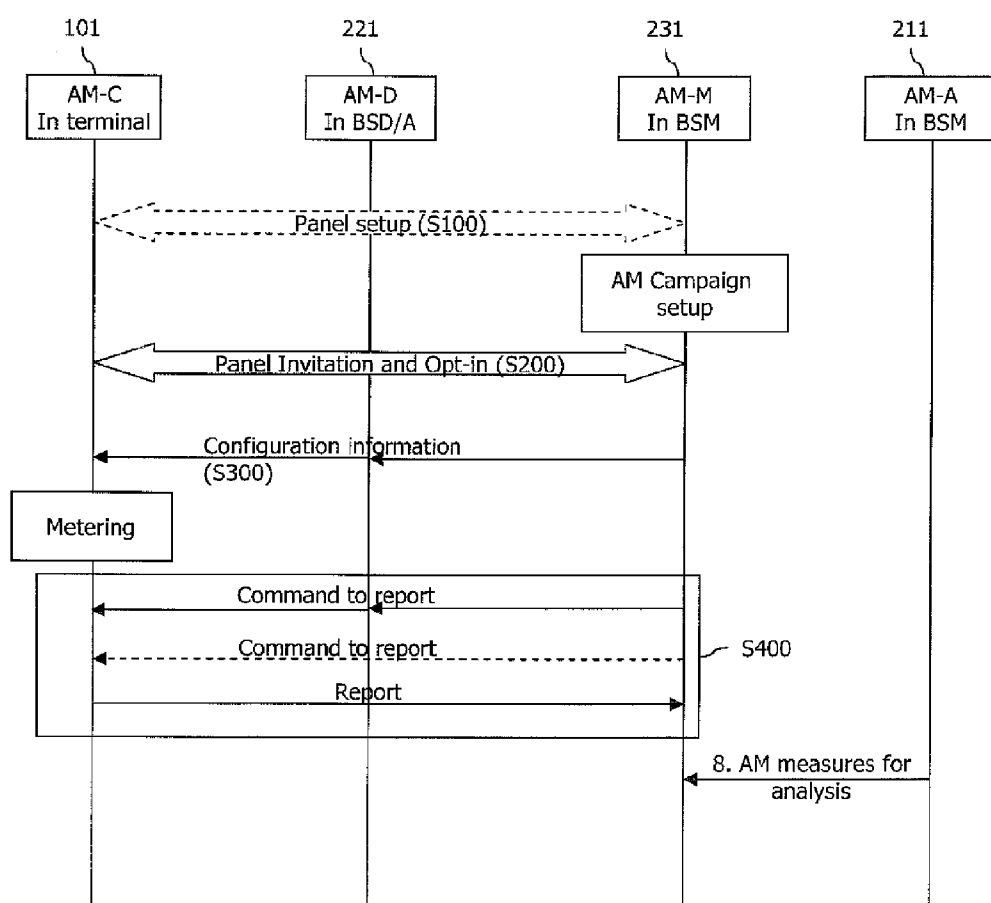 101
221
231
211
AM-C
In terminal
AM-D
In BSD/A
AM-M
In BSM
AM-A
In BSM
Panel setup (S100)
AM Campaign
setup
Panel Invitation and Opt-in (S200)
Configuration information
(S300)
Metering
Command to report
Command to report
S400
Report
8. AM measures for
analysis